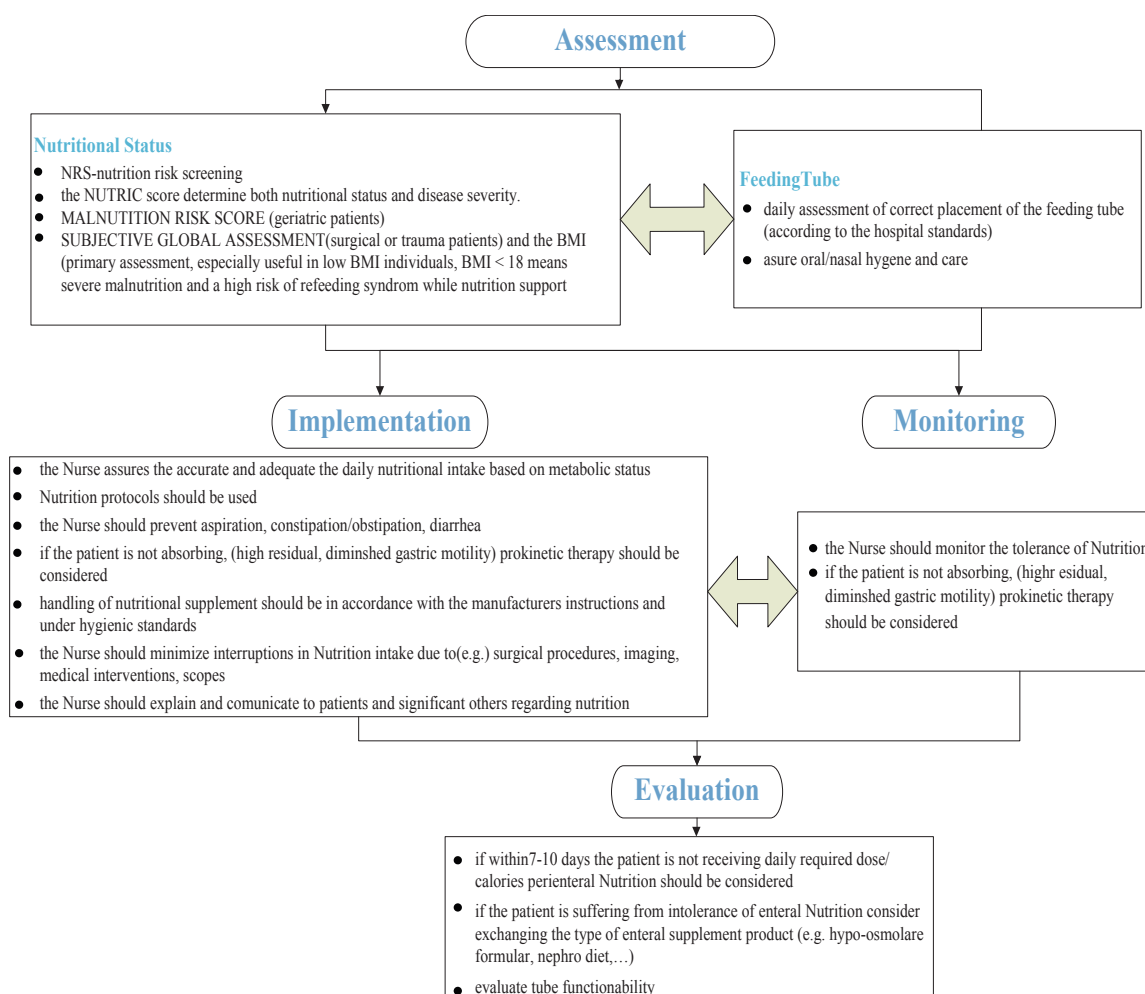 Assessment
Nutritional Status
● NRS-nutrition risk screening
● the NUTRIC score determine both nutritional status and disease severity.
● MALNUTITION RISK SCORE (geriatric patients)
● SUBJECTIVE GLOBAL ASSESSMENT(surgical or trauma patients) and the BMI
(primary assessment, especially useful in low BMI individuals, BMI < 18 means
severe malnutrition and a high risk of refeeding syndrom while nutrition support
FeedingTube
● daily assessment of correct placement of the feeding tube
(according to the hospital standards)
● asure oral/nasal hygene and care
Implementation
● the Nurse assures the accurate and adequate the daily nutritional intake based on metabolic status
● Nutrition protocols should be used
● the Nurse should prevent aspiration, constipation/obstipation, diarrhea
● if the patient is not absorbing, (high residual, diminshed gastric motility) prokinetic therapy should be
considered
● handling of nutritional supplement should be in accordance with the manufacturers instructions and
under hygienic standards
● the Nurse should minimize interruptions in Nutrition intake due to(e.g.) surgical procedures, imaging,
medical interventions, scopes
● the Nurse should explain and comunicate to patients and significant others regarding nutrition
Monitoring
● the Nurse should monitor the tolerance of Nutrition
● if the patient is not absorbing, (highr esidual,
diminshed gastric motility) prokinetic therapy
should be considered
Evaluation
● if within7-10 days the patient is not receiving daily required dose/
calories perienteral Nutrition should be considered
● if the patient is suffering from intolerance of enteral Nutrition consider
exchanging the type of enteral supplement product (e.g. hypo-osmolare
formular, nephro diet,…)
● evaluate tube functionability